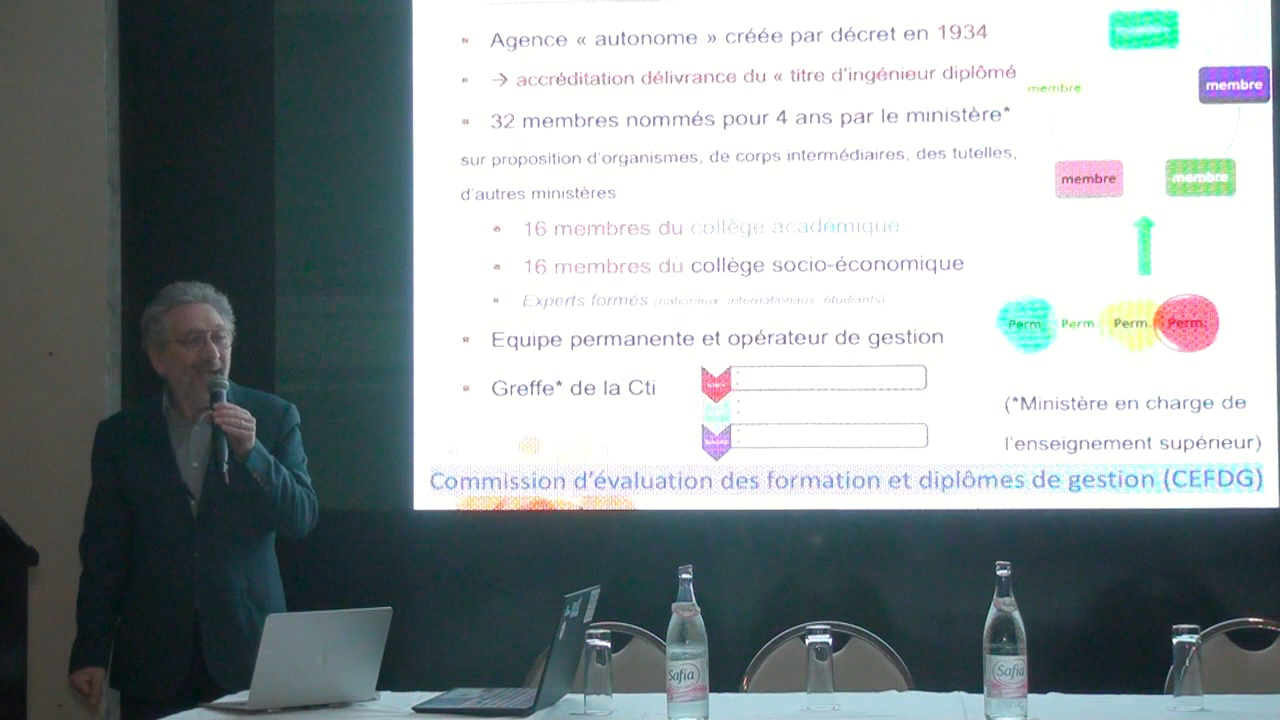 Agence « autonome » créée par décret en 1934
→ accréditation délivrance du « titre d'ingénieur diplômé
32 membres nommés pour 4 ans par le ministère*
sur proposition d'organismes, de corps intermédiaires, des tutelles,
d'autres ministères
16 membres du collège académique
16 membres du collège socio-économique
Experts formés (nationaux, internationaux, étudiants)
Equipe permanente et opérateur de gestion
Greffe* de la Cti
membre
membre
membre
membre
Perm.
Perm
Perm.
Perm.
(*Ministère en charge de
l'enseignement supérieur)
Commission d'évaluation des formation et diplômes de gestion (CEFDG)
Safia
Safia